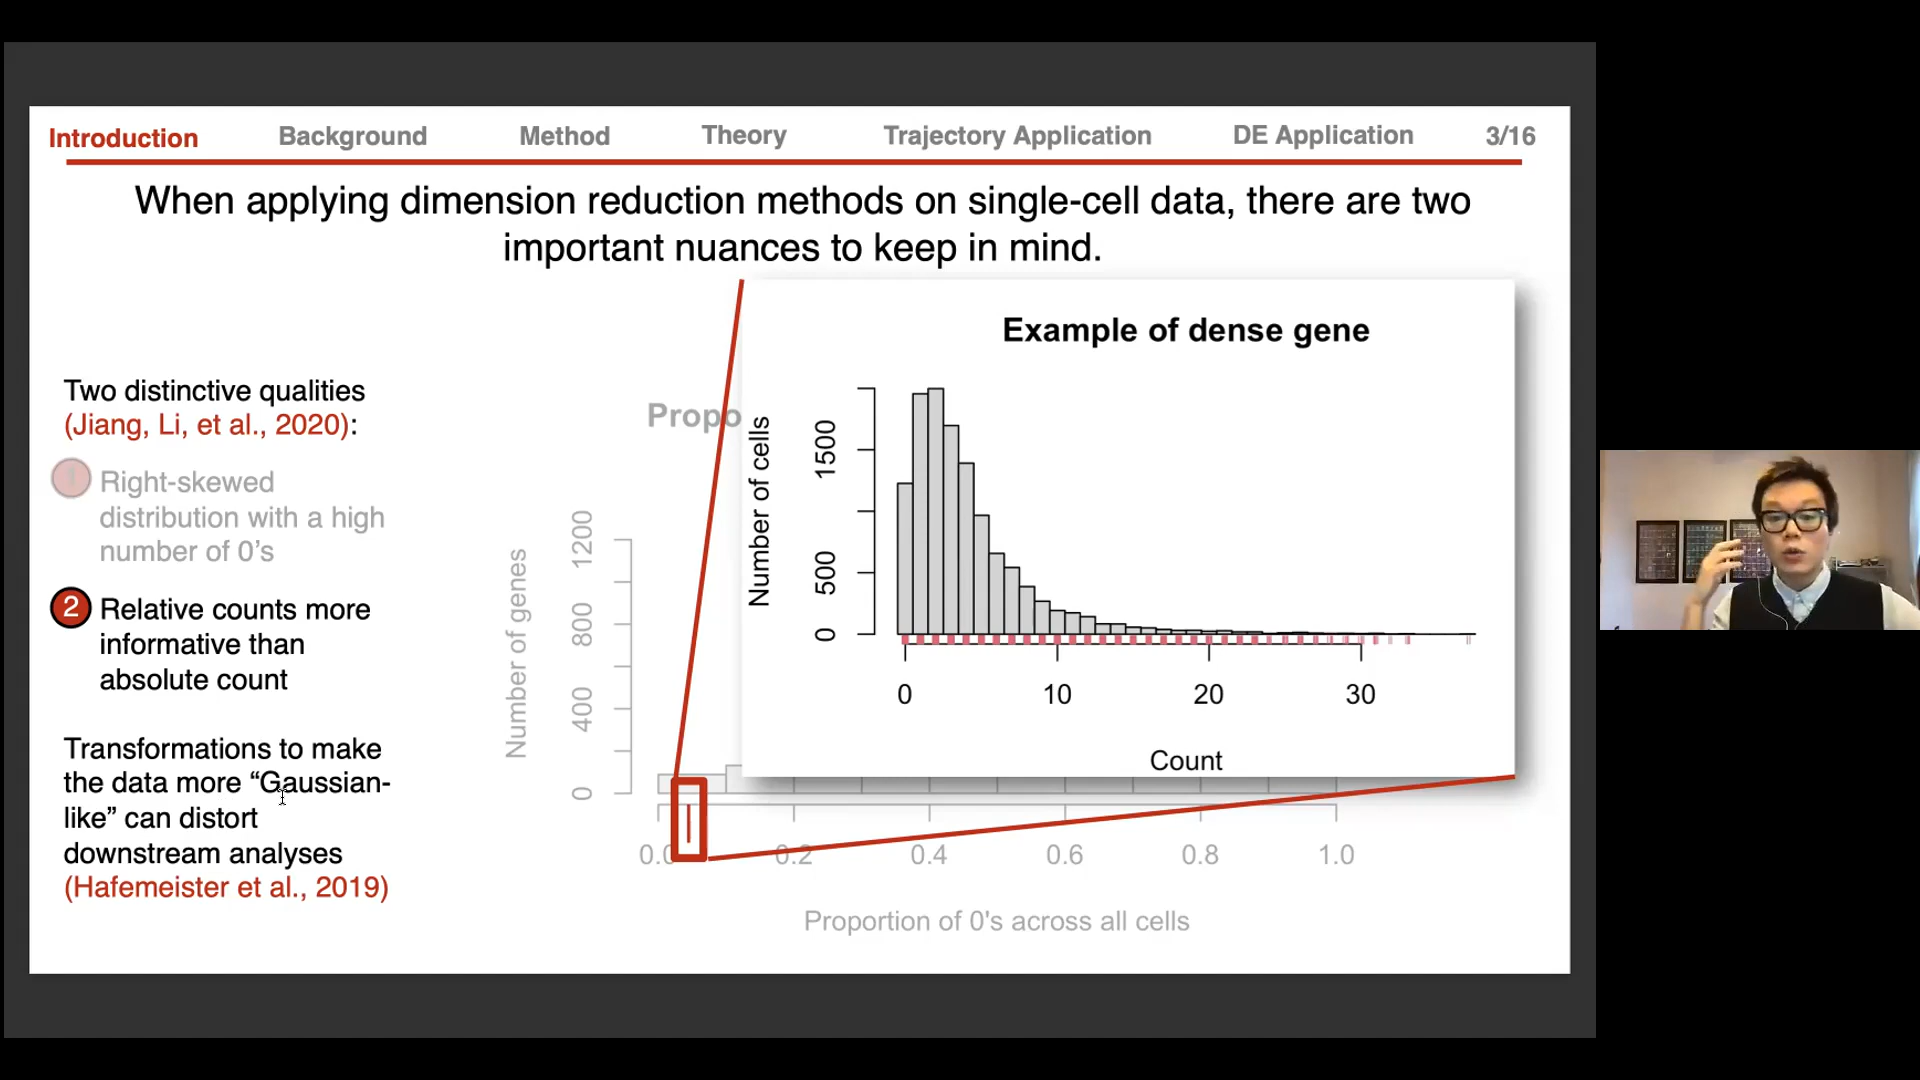 Introduction Background Method Theory Trajectory Application DE Application 3/16
When applying dimension reduction methods on single-cell data, there are two
important nuances to keep in mind.
Two distinctive qualities
(Jiang, Li, et al., 2020):
1 Right-skewed
distribution with a high
number of 0's
2 Relative counts more
informative than
absolute count
Transformations to make
the data more “Gaussian-
like” can distort
downstream analyses
(Hafemeister et al., 2019)
Example of dense gene
Number of cells
0 500 1500
0 10 20 30
Count
Number of genes
0 400 800 1200
0.2 0.4 0.6 0.8 1.0
Proportion of 0's across all cells